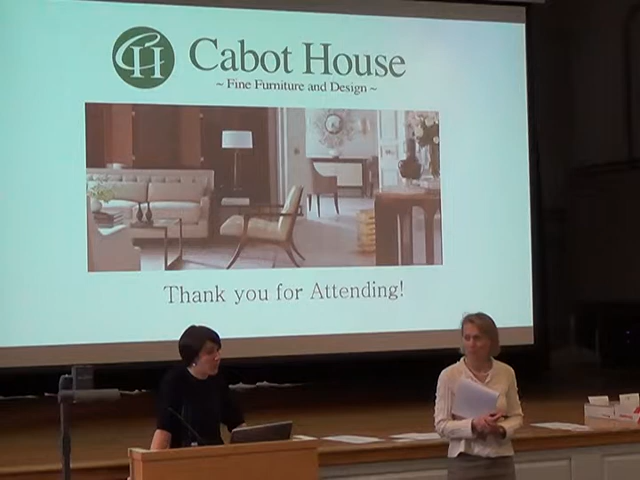 CH
Cabot House
~ Fine Furniture and Design ~
Thank you for Attending!